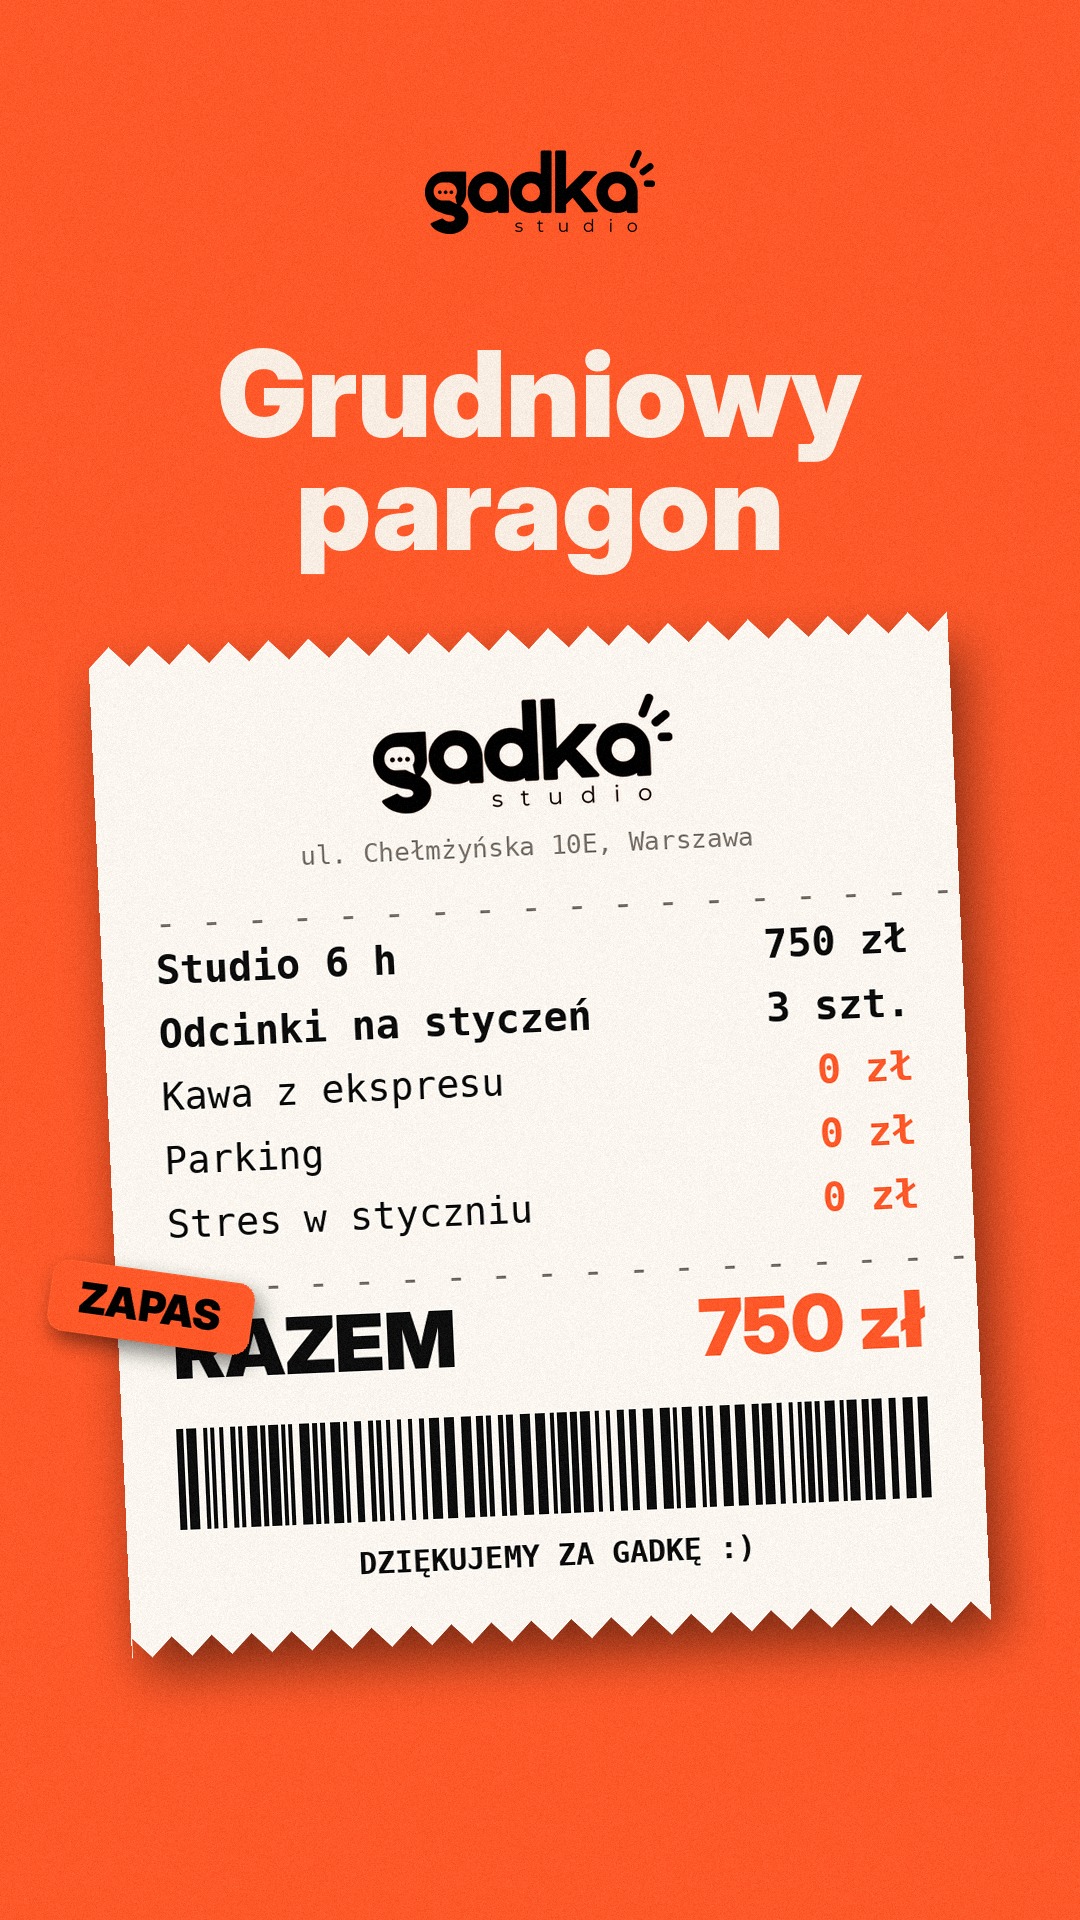 gadka
studio
Grudniowy
paragon
gadka
studio
ul. Chełmżyńska 10E, Warszawa
- - - - - - - - - - - - - - - - - -
Studio 6 h 750 zł
Odcinki na styczeń 3 szt.
Kawa z ekspresu 0 zł
Parking 0 zł
Stres w styczniu 0 zł
- - - - - - - - - - - - - - - -
ZAPAS
RAZEM 750 zł
DZIĘKUJEMY ZA GADKĘ :)